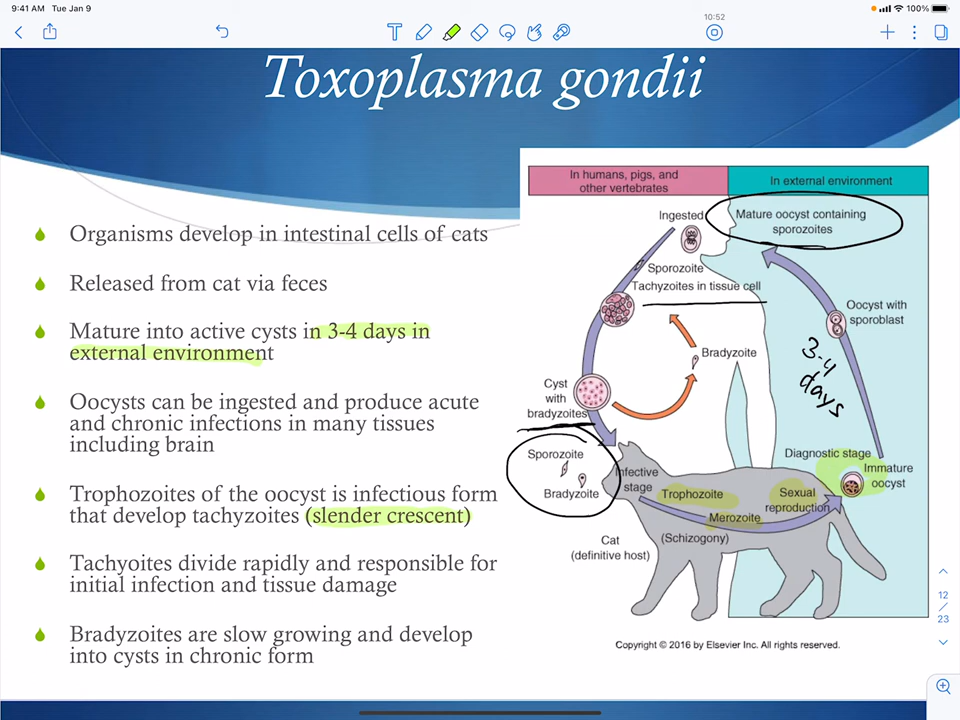 9:41 AM Tue Jan 9
100%
10:52
Toxoplasma gondii
Organisms develop in intestinal cells of cats
Released from cat via feces
Mature into active cysts in 3-4 days in
external environment
Oocysts can be ingested and produce acute
and chronic infections in many tissues
including brain
Trophozoites of the oocyst is infectious form
that develop tachyzoites (slender crescent)
Tachyoites divide rapidly and responsible for
initial infection and tissue damage
Bradyzoites are slow growing and develop
into cysts in chronic form
In humans, pigs, and
other vertebrates
In external environment
Ingested
Mature oocyst containing
sporozoites
Sporozoite
Tachyzoites in tissue cell
Oocyst with
sporoblast
Bradyzoite
3-4
days
Cyst
with
bradyzoites
Sporozoite
Bradyzoite
Infective
stage
Trophozoite
Merozoite
(Schizogony)
Sexual
reproduction
Diagnostic stage
Immature
oocyst
Cat
(definitive host)
Copyright © 2016 by Elsevier Inc. All rights reserved.
12
/
23